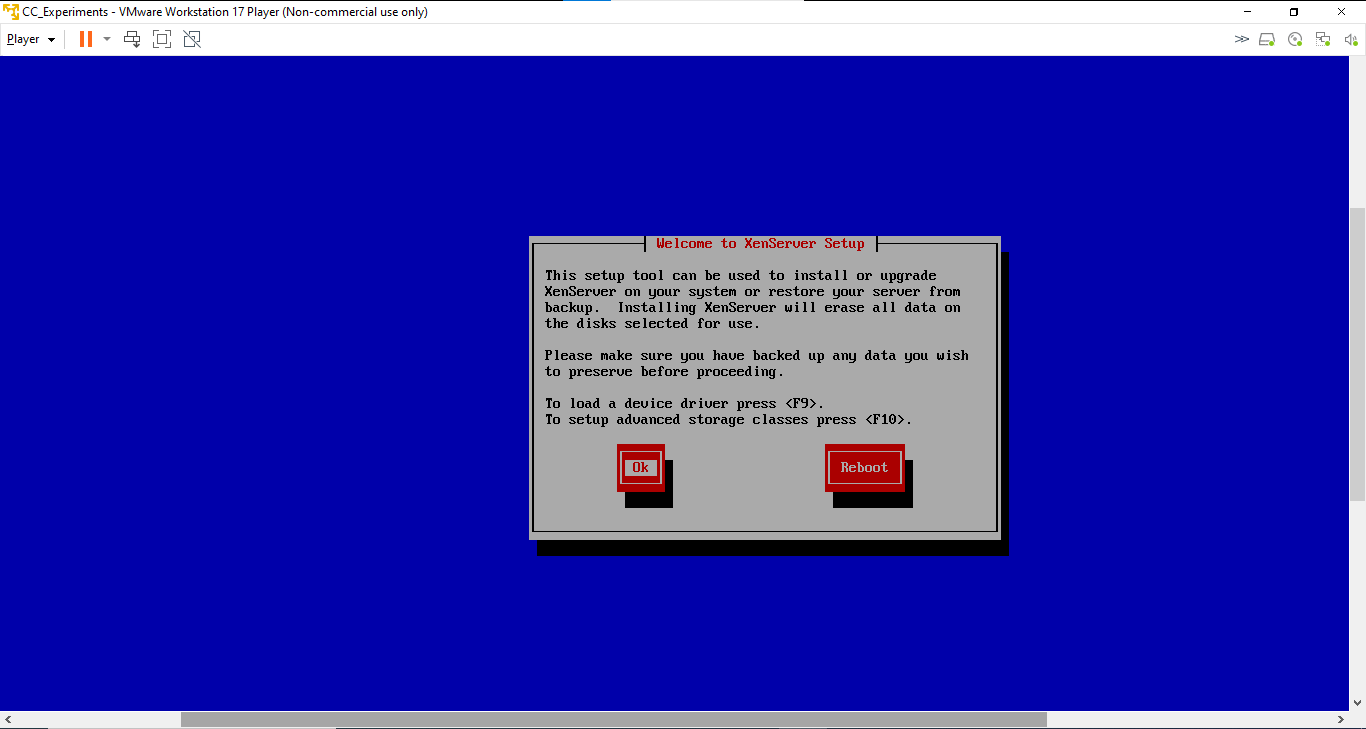 CC_Experiments - VMware Workstation 17 Player (Non-commercial use only)
Player
Welcome to XenServer Setup
This setup tool can be used to install or upgrade
XenServer on your system or restore your server from
backup.  Installing XenServer will erase all data on
the disks selected for use.
Please make sure you have backed up any data you wish
to preserve before proceeding.
To load a device driver press <F9>.
To setup advanced storage classes press <F10>.
Ok
Reboot